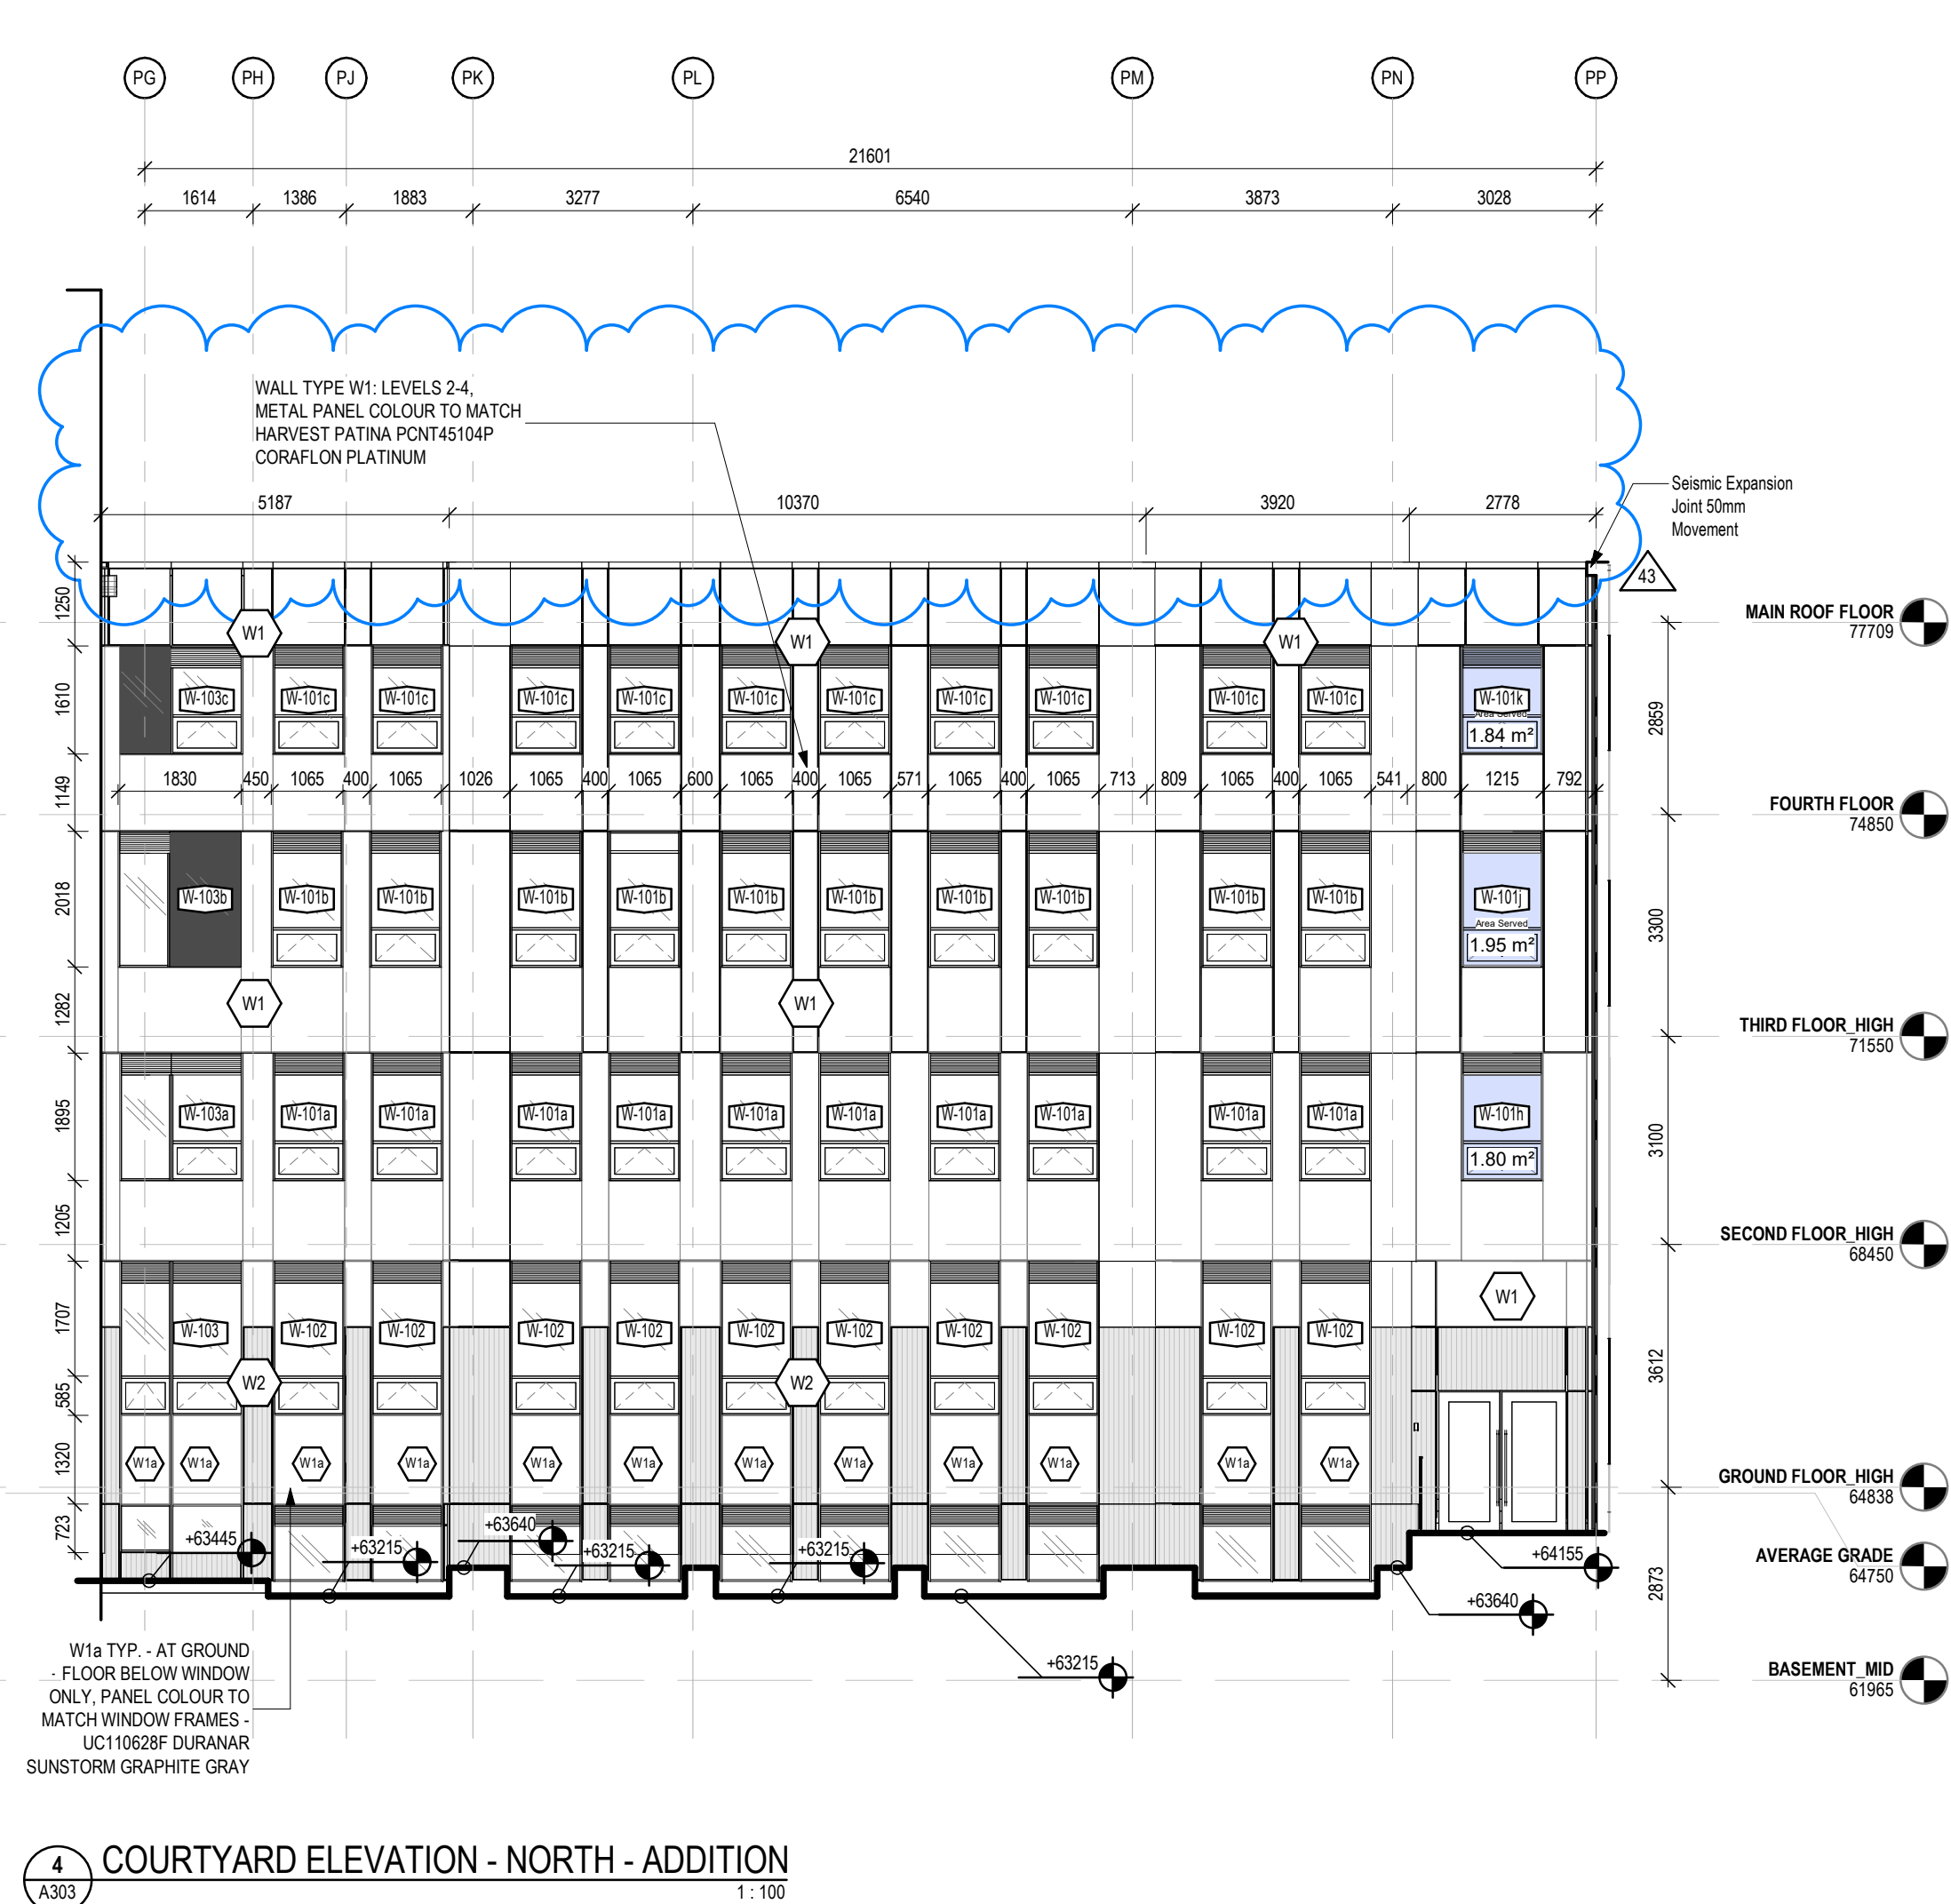 PG PH PJ PK PL PM PN PP
21601
1614 1386 1883 3277 6540 3873 3028
WALL TYPE W1: LEVELS 2-4,
METAL PANEL COLOUR TO MATCH
HARVEST PATINA PCNT45104P
CORAFLON PLATINUM
Seismic Expansion
Joint 50mm
Movement
5187 10370 3920 2778
43
1250
W1 W1 W1
MAIN ROOF FLOOR
77709
1610
W-103c W-101c W-101c W-101c W-101c W-101c W-101c W-101c W-101c W-101c W-101c W-101k
Area Served
1.84 m²
2859
1149
1830 450 1065 400 1065 1026 1065 400 1065 600 1065 400 1065 571 1065 400 1065 713 809 1065 400 1065 541 800 1215 792
FOURTH FLOOR
74850
2018
W-103b W-101b W-101b W-101b W-101b W-101b W-101b W-101b W-101b W-101b W-101b W-101j
Area Served
1.95 m²
3300
1282
W1 W1
THIRD FLOOR_HIGH
71550
1895
W-103a W-101a W-101a W-101a W-101a W-101a W-101a W-101a W-101a W-101a W-101a W-101h
1.80 m²
3100
1205
SECOND FLOOR_HIGH
68450
W1
1707
W-103 W-102 W-102 W-102 W-102 W-102 W-102 W-102 W-102 W-102 W-102
3612
585
W2 W2
1320
W1a W1a W1a W1a W1a W1a W1a W1a W1a W1a W1a W1a
GROUND FLOOR_HIGH
64838
723
+63445 +63215 +63640 +63215 +63215 +64155
AVERAGE GRADE
64750
2873
+63640
+63215
BASEMENT_MID
61965
W1a TYP. - AT GROUND
- FLOOR BELOW WINDOW
ONLY, PANEL COLOUR TO
MATCH WINDOW FRAMES -
UC110628F DURANAR
SUNSTORM GRAPHITE GRAY
4
A303
COURTYARD ELEVATION - NORTH - ADDITION
1 : 100